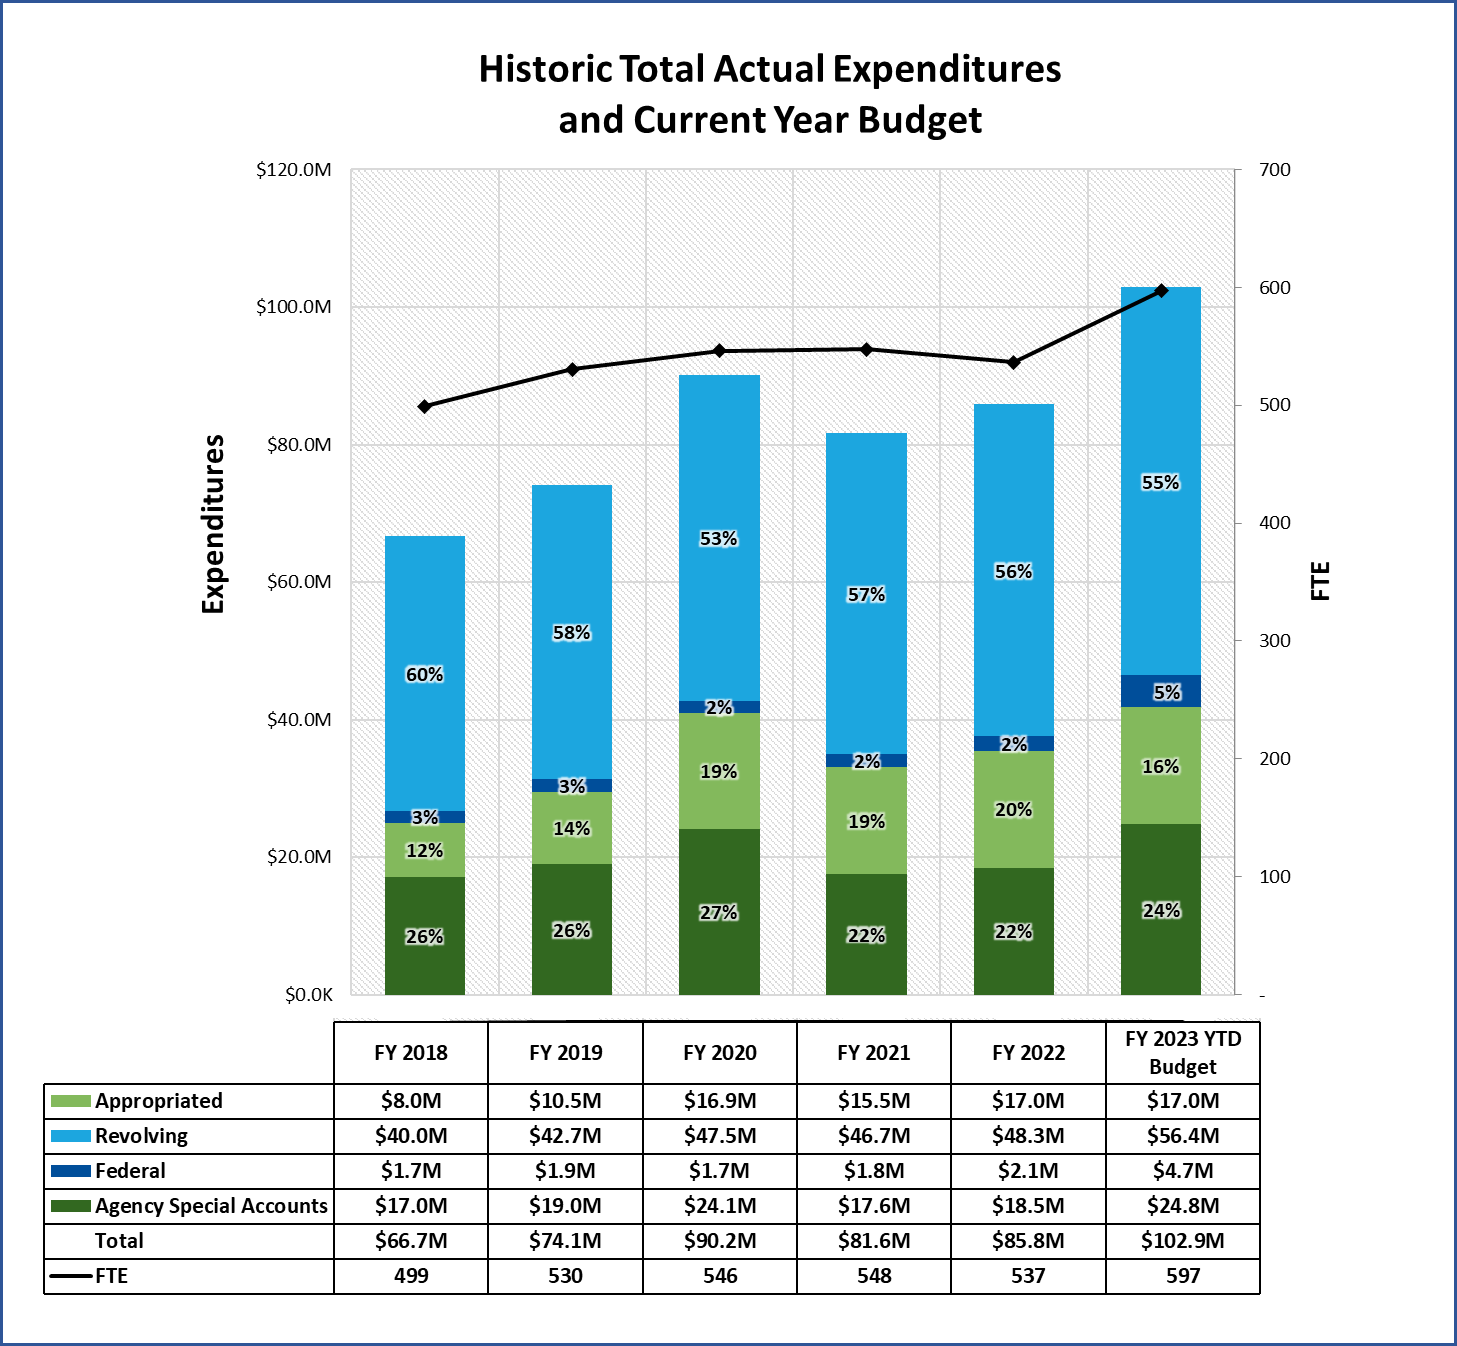 Historic Total Actual Expenditures
and Current Year Budget
$120.0M
$100.0M
$80.0M
$60.0M
$40.0M
$20.0M
$0.0K
Expenditures
700
600
500
400
300
200
100
-
FTE
60%
3%
12%
26%
58%
3%
14%
26%
53%
2%
19%
27%
57%
2%
19%
22%
56%
2%
20%
22%
55%
5%
16%
24%
FY 2018 FY 2019 FY 2020 FY 2021 FY 2022 FY 2023 YTD
Budget
Appropriated $8.0M $10.5M $16.9M $15.5M $17.0M $17.0M
Revolving $40.0M $42.7M $47.5M $46.7M $48.3M $56.4M
Federal $1.7M $1.9M $1.7M $1.8M $2.1M $4.7M
Agency Special Accounts $17.0M $19.0M $24.1M $17.6M $18.5M $24.8M
Total $66.7M $74.1M $90.2M $81.6M $85.8M $102.9M
FTE 499 530 546 548 537 597